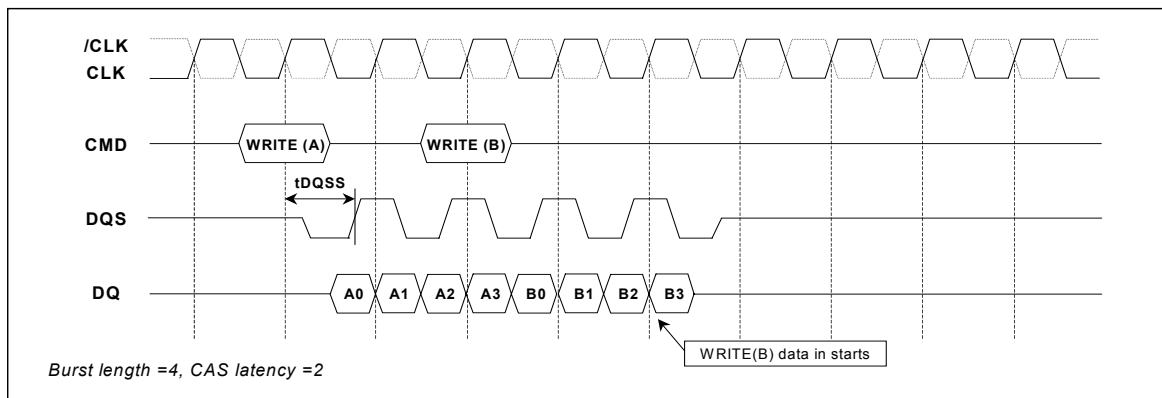 /CLK
CLK
CMD
WRITE (A)
WRITE (B)
tDQSS
DQS
DQ
A0 A1 A2 A3 B0 B1 B2 B3
WRITE(B) data in starts
Burst length =4, CAS latency =2